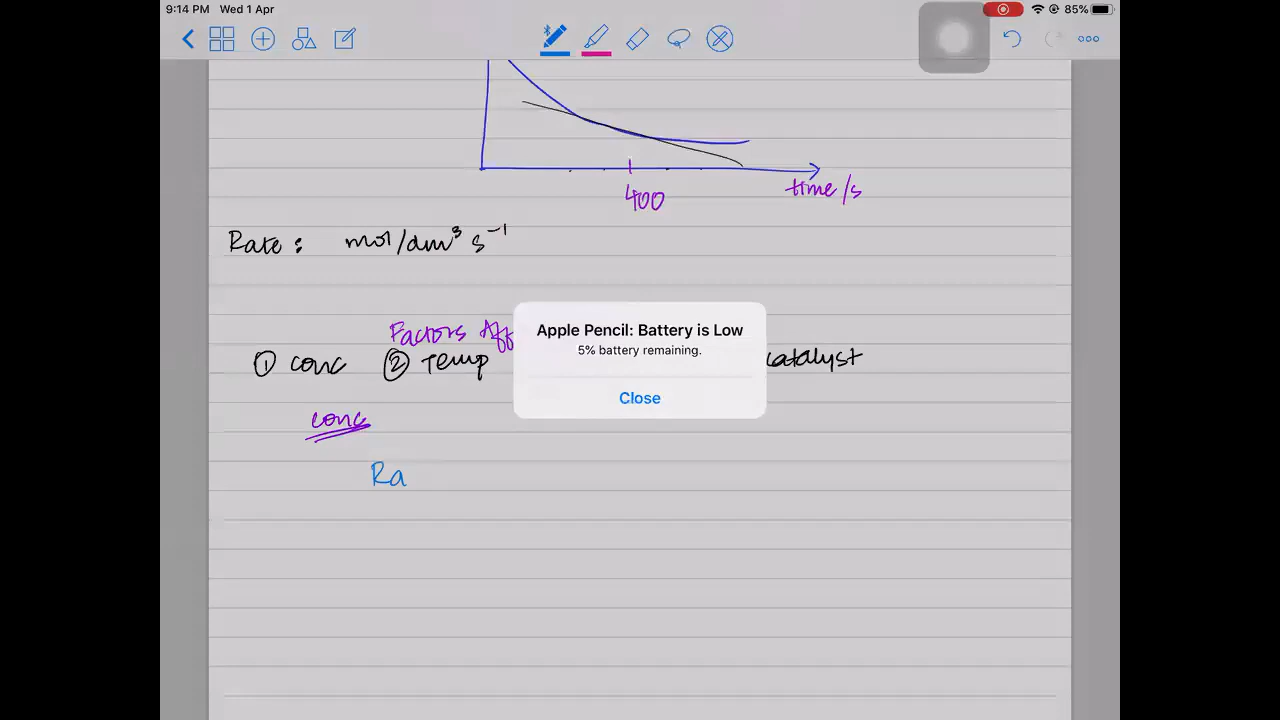 9:14 PM Wed 1 Apr
85%
400
time/s
Rate: mol/dm³ s⁻¹
Apple Pencil: Battery is Low
5% battery remaining.
Close
Factors Aff
① conc ② Temp catalyst
conc
Ra